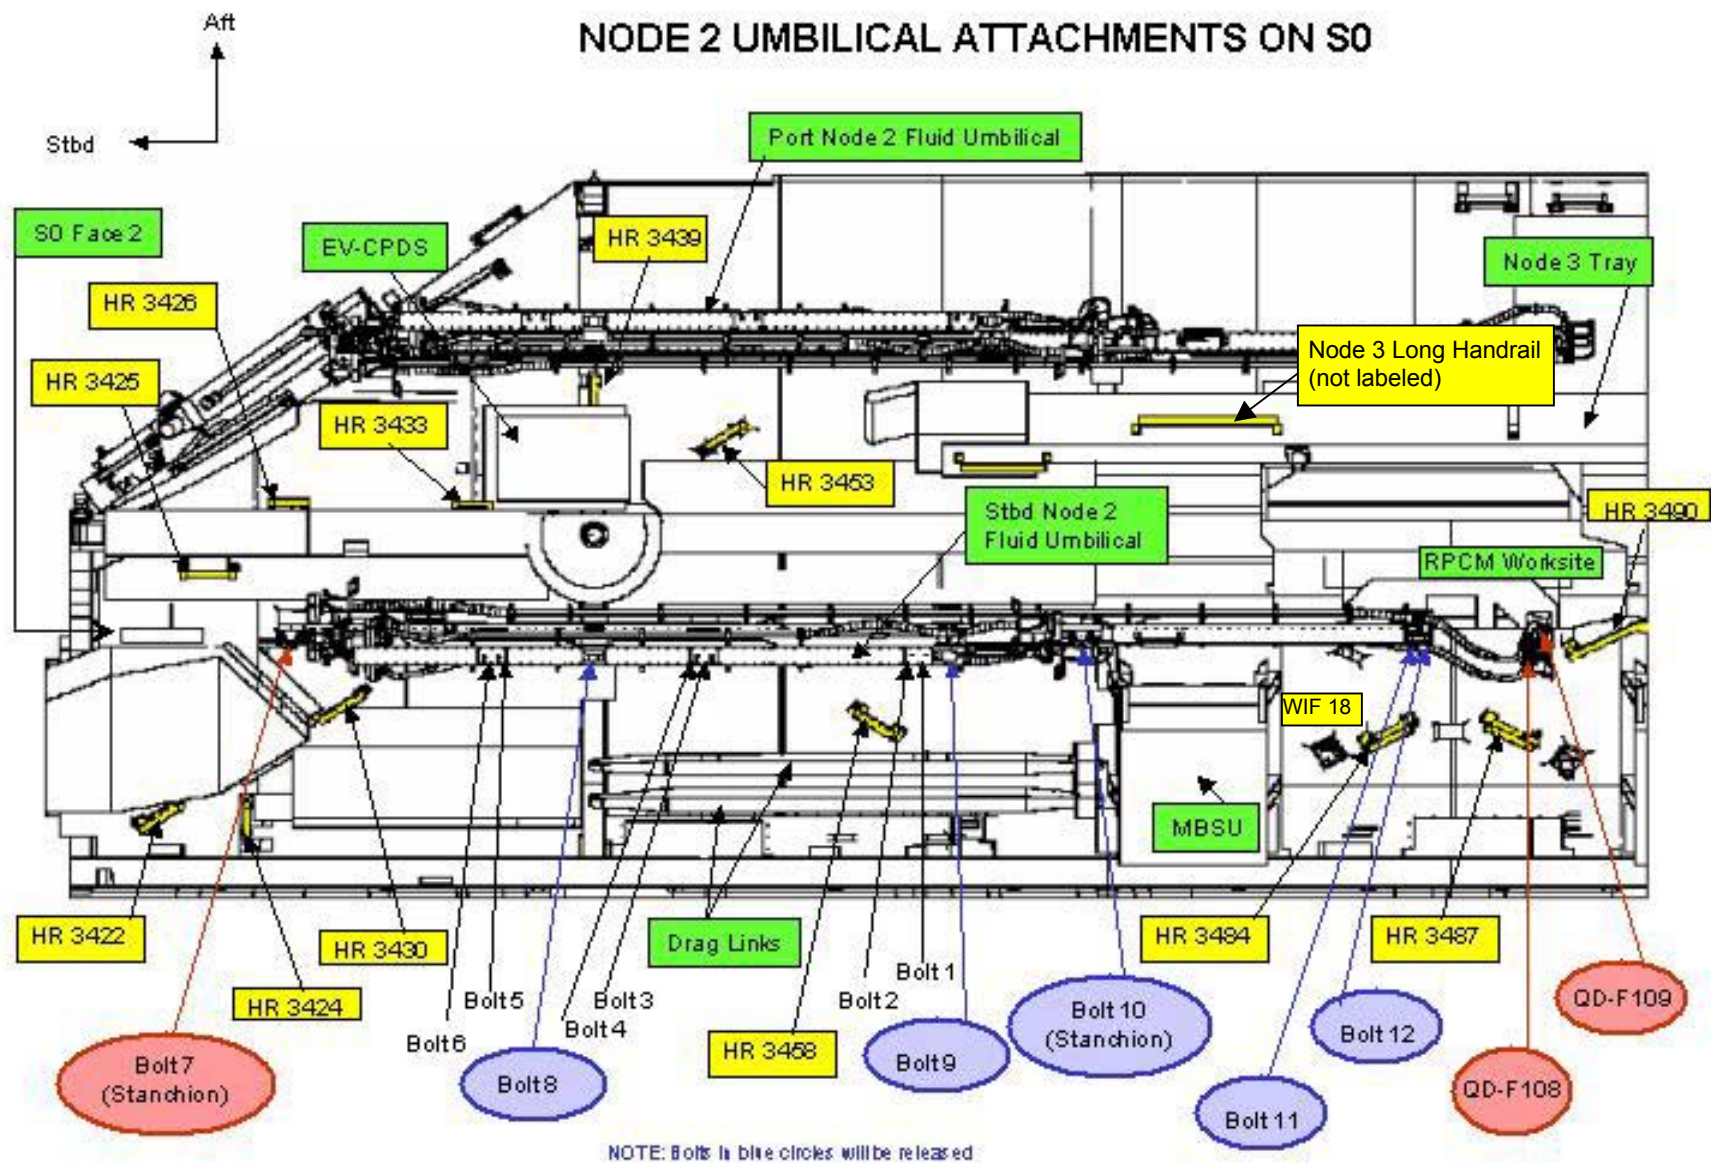 Aft
NODE 2 UMBILICAL ATTACHMENTS ON S0
Stbd
Port Node 2 Fluid Umbilical
S0 Face 2
EV-CPDS
HR 3439
Node 3 Tray
HR 3426
Node 3 Long Handrail
(not labeled)
HR 3425
HR 3433
HR 3453
Stbd Node 2
Fluid Umbilical
HR 3490
RPCM Worksite
WIF 18
MBSU
HR 3422
HR 3430
Drag Links
HR 3484
HR 3487
HR 3424
Bolt 5
Bolt 3
Bolt 2
Bolt 1
Bolt 6
Bolt 4
HR 3458
Bolt 7
(Stanchion)
Bolt 8
Bolt 9
Bolt 10
(Stanchion)
Bolt 12
QD-F109
Bolt 11
QD-F108
NOTE: Bolts in blue circles will be released